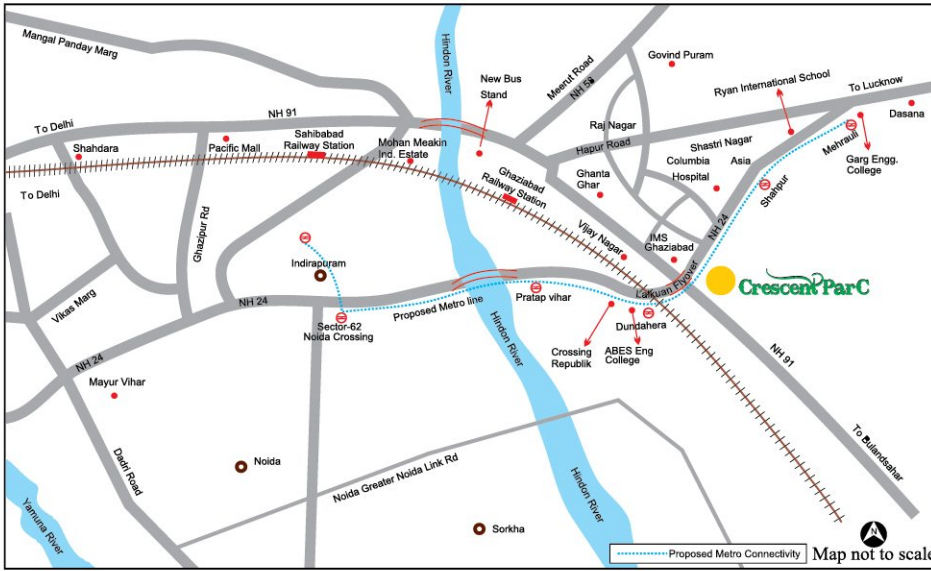 Mangal Panday Marg
Hindon River
Meerut Road
NH 58
Govind Puram
New Bus
Stand
Ryan International School
To Lucknow
Dasana
NH 91
To Delhi
Shahdara
Pacific Mall
Sahibabad
Railway Station
Mohan Meakin
Ind. Estate
Raj Nagar
Hapur Road
Shastri Nagar
Columbia Asia
Hospital
Mehrauli
Garg Engg.
College
To Delhi
Ghazipur Rd
Ghaziabad
Railway Station
Ghanta
Ghar
Shahpur
NH 24
Vijay Nagar
IMS
Ghaziabad
Indirapuram
Vikas Marg
NH 24
Proposed Metro line
Pratap vihar
Lalkuan Flyover
Crescent ParC
Sector-62
Noida Crossing
Hindon River
Dundahera
Crossing
Republik
ABES Eng
College
NH 24
Mayur Vihar
NH 91
To Bulandsahar
Dadri Road
Noida
Noida Greater Noida Link Rd
Hindon River
Yamuna River
Sorkha
N
Proposed Metro Connectivity
Map not to scale